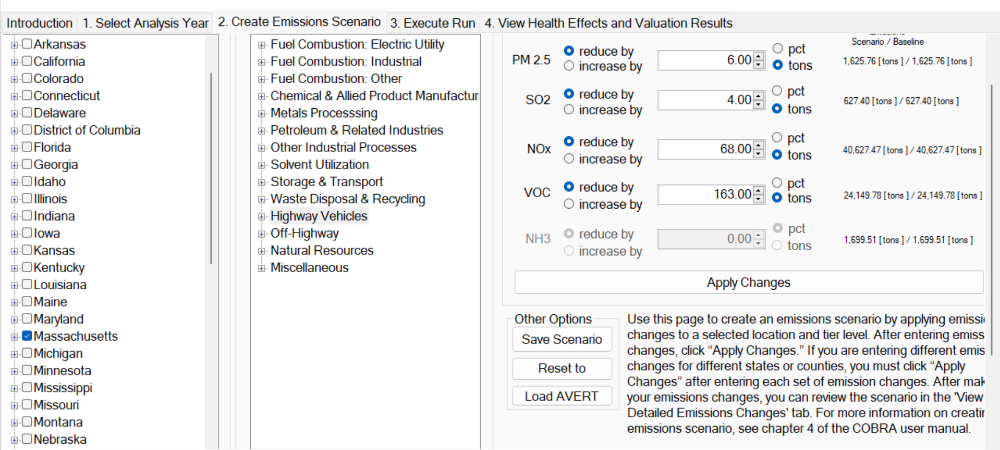 Introduction 1. Select Analysis Year 2. Create Emissions Scenario 3. Execute Run 4. View Health Effects and Valuation Results
Arkansas
California
Colorado
Connecticut
Delaware
District of Columbia
Florida
Georgia
Idaho
Illinois
Indiana
Iowa
Kansas
Kentucky
Louisiana
Maine
Maryland
Massachusetts
Michigan
Minnesota
Mississippi
Missouri
Montana
Nebraska
Fuel Combustion: Electric Utility
Fuel Combustion: Industrial
Fuel Combustion: Other
Chemical & Allied Product Manufacturi
Metals Processsing
Petroleum & Related Industries
Other Industrial Processes
Solvent Utilization
Storage & Transport
Waste Disposal & Recycling
Highway Vehicles
Off-Highway
Natural Resources
Miscellaneous
Scenario / Baseline
PM 2.5 reduce by 6.00 pct 1,625.76 [ tons ] / 1,625.76 [ tons ]
increase by tons
SO2 reduce by 4.00 pct 627.40 [ tons ] / 627.40 [ tons ]
increase by tons
NOx reduce by 68.00 pct 40,627.47 [ tons ] / 40,627.47 [ tons ]
increase by tons
VOC reduce by 163.00 pct 24,149.78 [ tons ] / 24,149.78 [ tons ]
increase by tons
NH3 reduce by 0.00 pct 1,699.51 [ tons ] / 1,699.51 [ tons ]
increase by tons
Apply Changes
Other Options
Save Scenario
Reset to
Load AVERT
Use this page to create an emissions scenario by applying emissi
changes to a selected location and tier level. After entering emiss
changes, click “Apply Changes.” If you are entering different emis
changes for different states or counties, you must click “Apply
Changes” after entering each set of emission changes. After mak
your emissions changes, you can review the scenario in the 'View
Detailed Emissions Changes' tab. For more information on creatin
emissions scenario, see chapter 4 of the COBRA user manual.